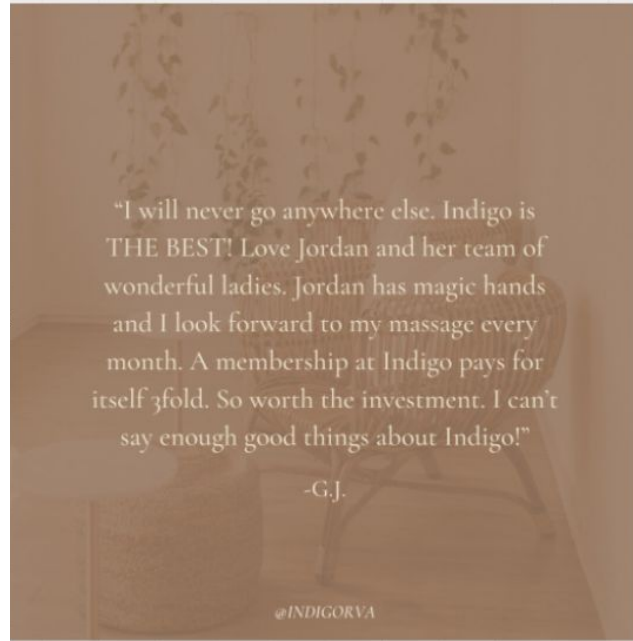 “I will never go anywhere else. Indigo is
THE BEST! Love Jordan and her team of
wonderful ladies. Jordan has magic hands
and I look forward to my massage every
month. A membership at Indigo pays for
itself 3fold. So worth the investment. I can’t
say enough good things about Indigo!”
-G.J.
@INDIGORVA